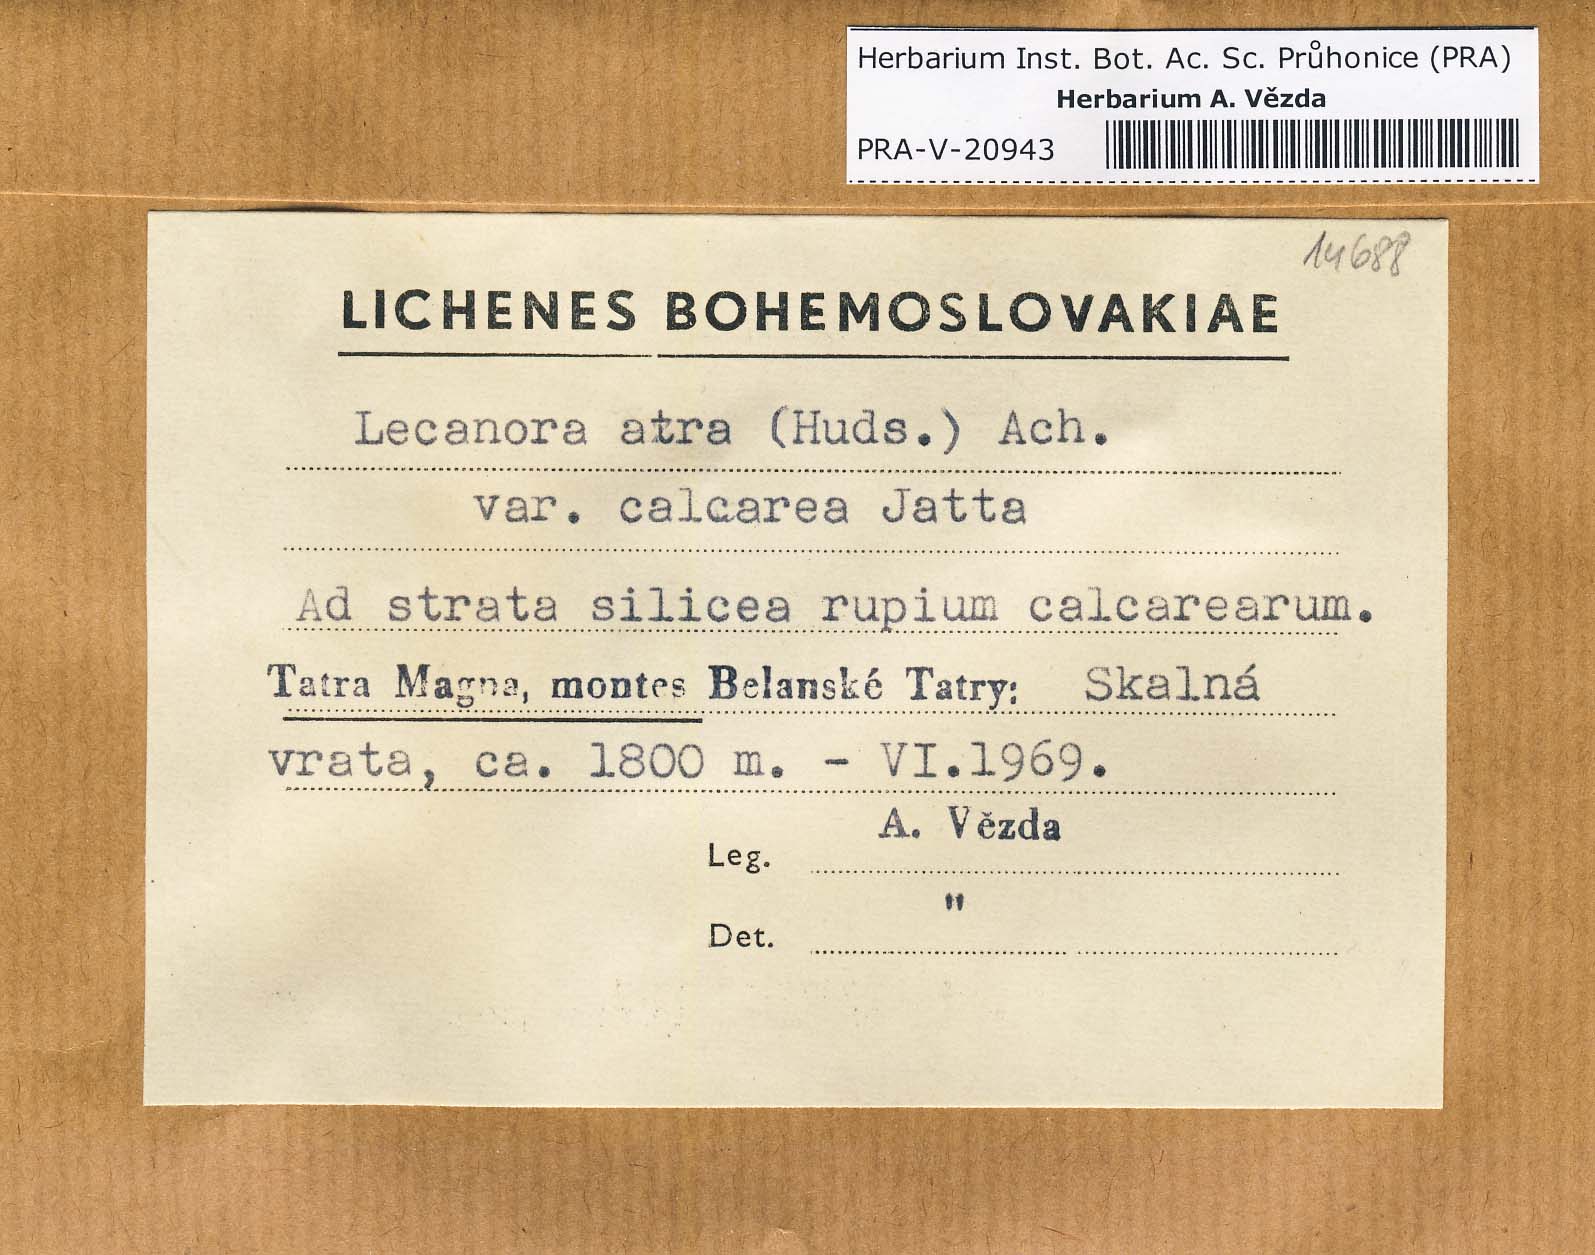 Herbarium Inst. Bot. Ac. Sc. Průhonice (PRA)
Herbarium A. Vězda
PRA-V-20943
14688
LICHENES BOHEMOSLOVAKIAE
Lecanora atra (Huds.) Ach.
var. calcarea Jatta
Ad strata silicea rupium calcarearum.
Tatra Magna, montes Belanské Tatry: Skalná
vrata, ca. 1800 m. - VI.1969.
A. Vězda
Leg.
"
Det.